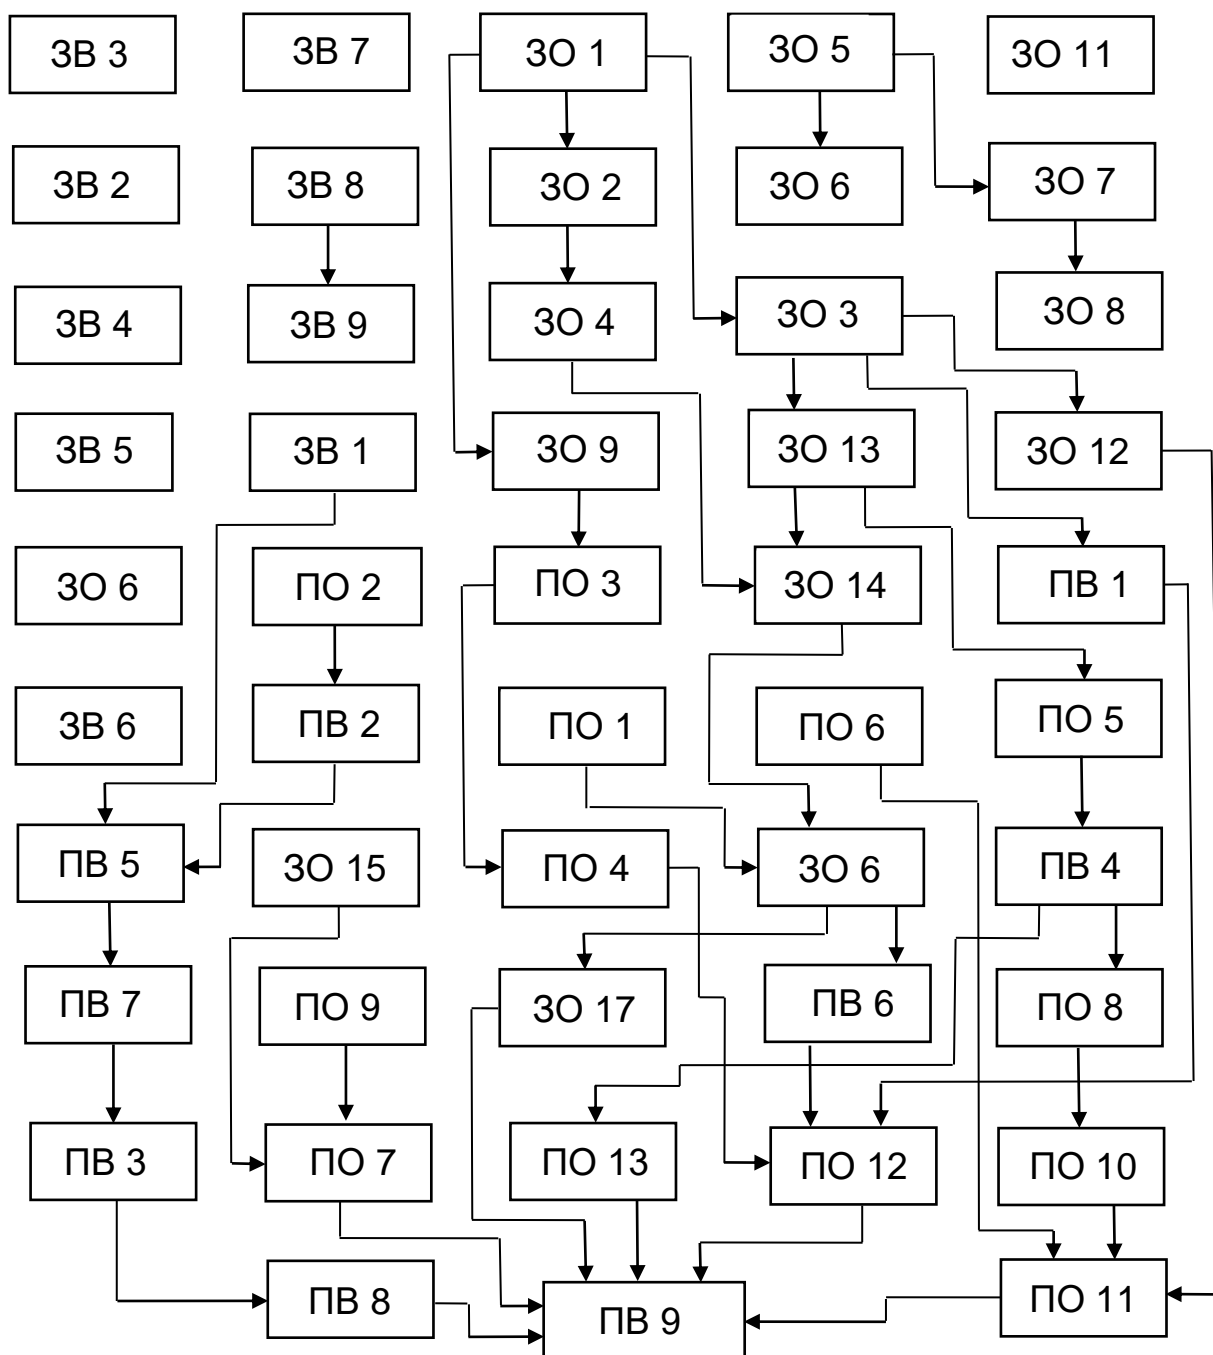 ЗВ 3
ЗВ 7
ЗО 1
ЗО 5
ЗО 11
ЗВ 2
ЗВ 8
ЗО 2
ЗО 6
ЗО 7
ЗВ 4
ЗВ 9
ЗО 4
ЗО 3
ЗО 8
ЗВ 5
ЗВ 1
ЗО 9
ЗО 13
ЗО 12
ЗО 6
ПО 2
ПО 3
ЗО 14
ПВ 1
ЗВ 6
ПВ 2
ПО 1
ПО 6
ПО 5
ПВ 5
ЗО 15
ПО 4
ЗО 6
ПВ 4
ПВ 7
ПО 9
ЗО 17
ПВ 6
ПО 8
ПВ 3
ПО 7
ПО 13
ПО 12
ПО 10
ПВ 8
ПВ 9
ПО 11